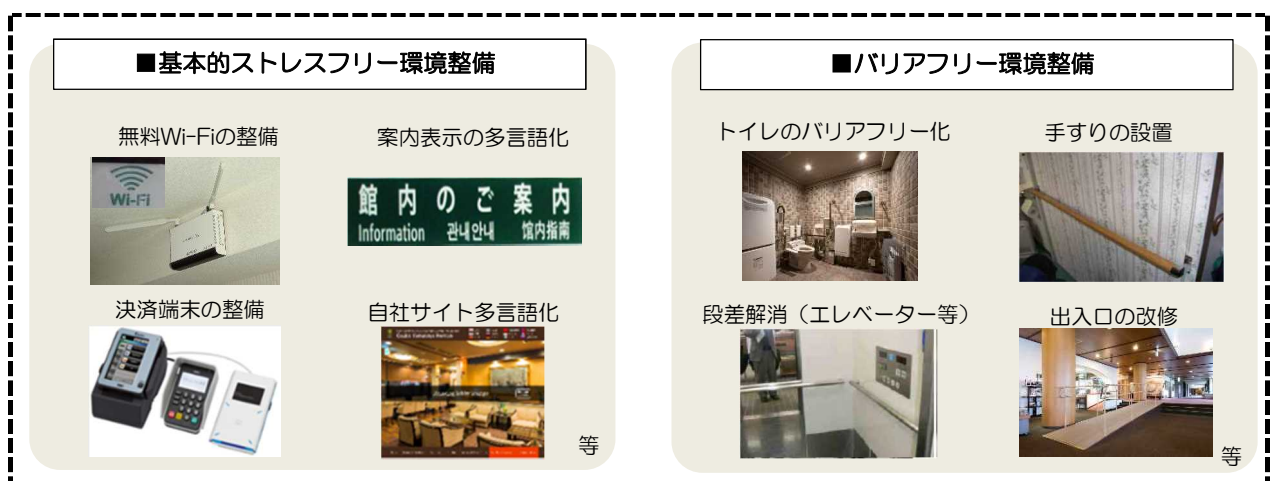 ■基本的ストレスフリー環境整備
無料Wi-Fiの整備
案内表示の多言語化
Wi-Fi
館内のご案内
Information 관내안내 馆内指南
決済端末の整備
自社サイト多言語化
等
■バリアフリー環境整備
トイレのバリアフリー化
手すりの設置
段差解消（エレベーター等）
出入口の改修
等